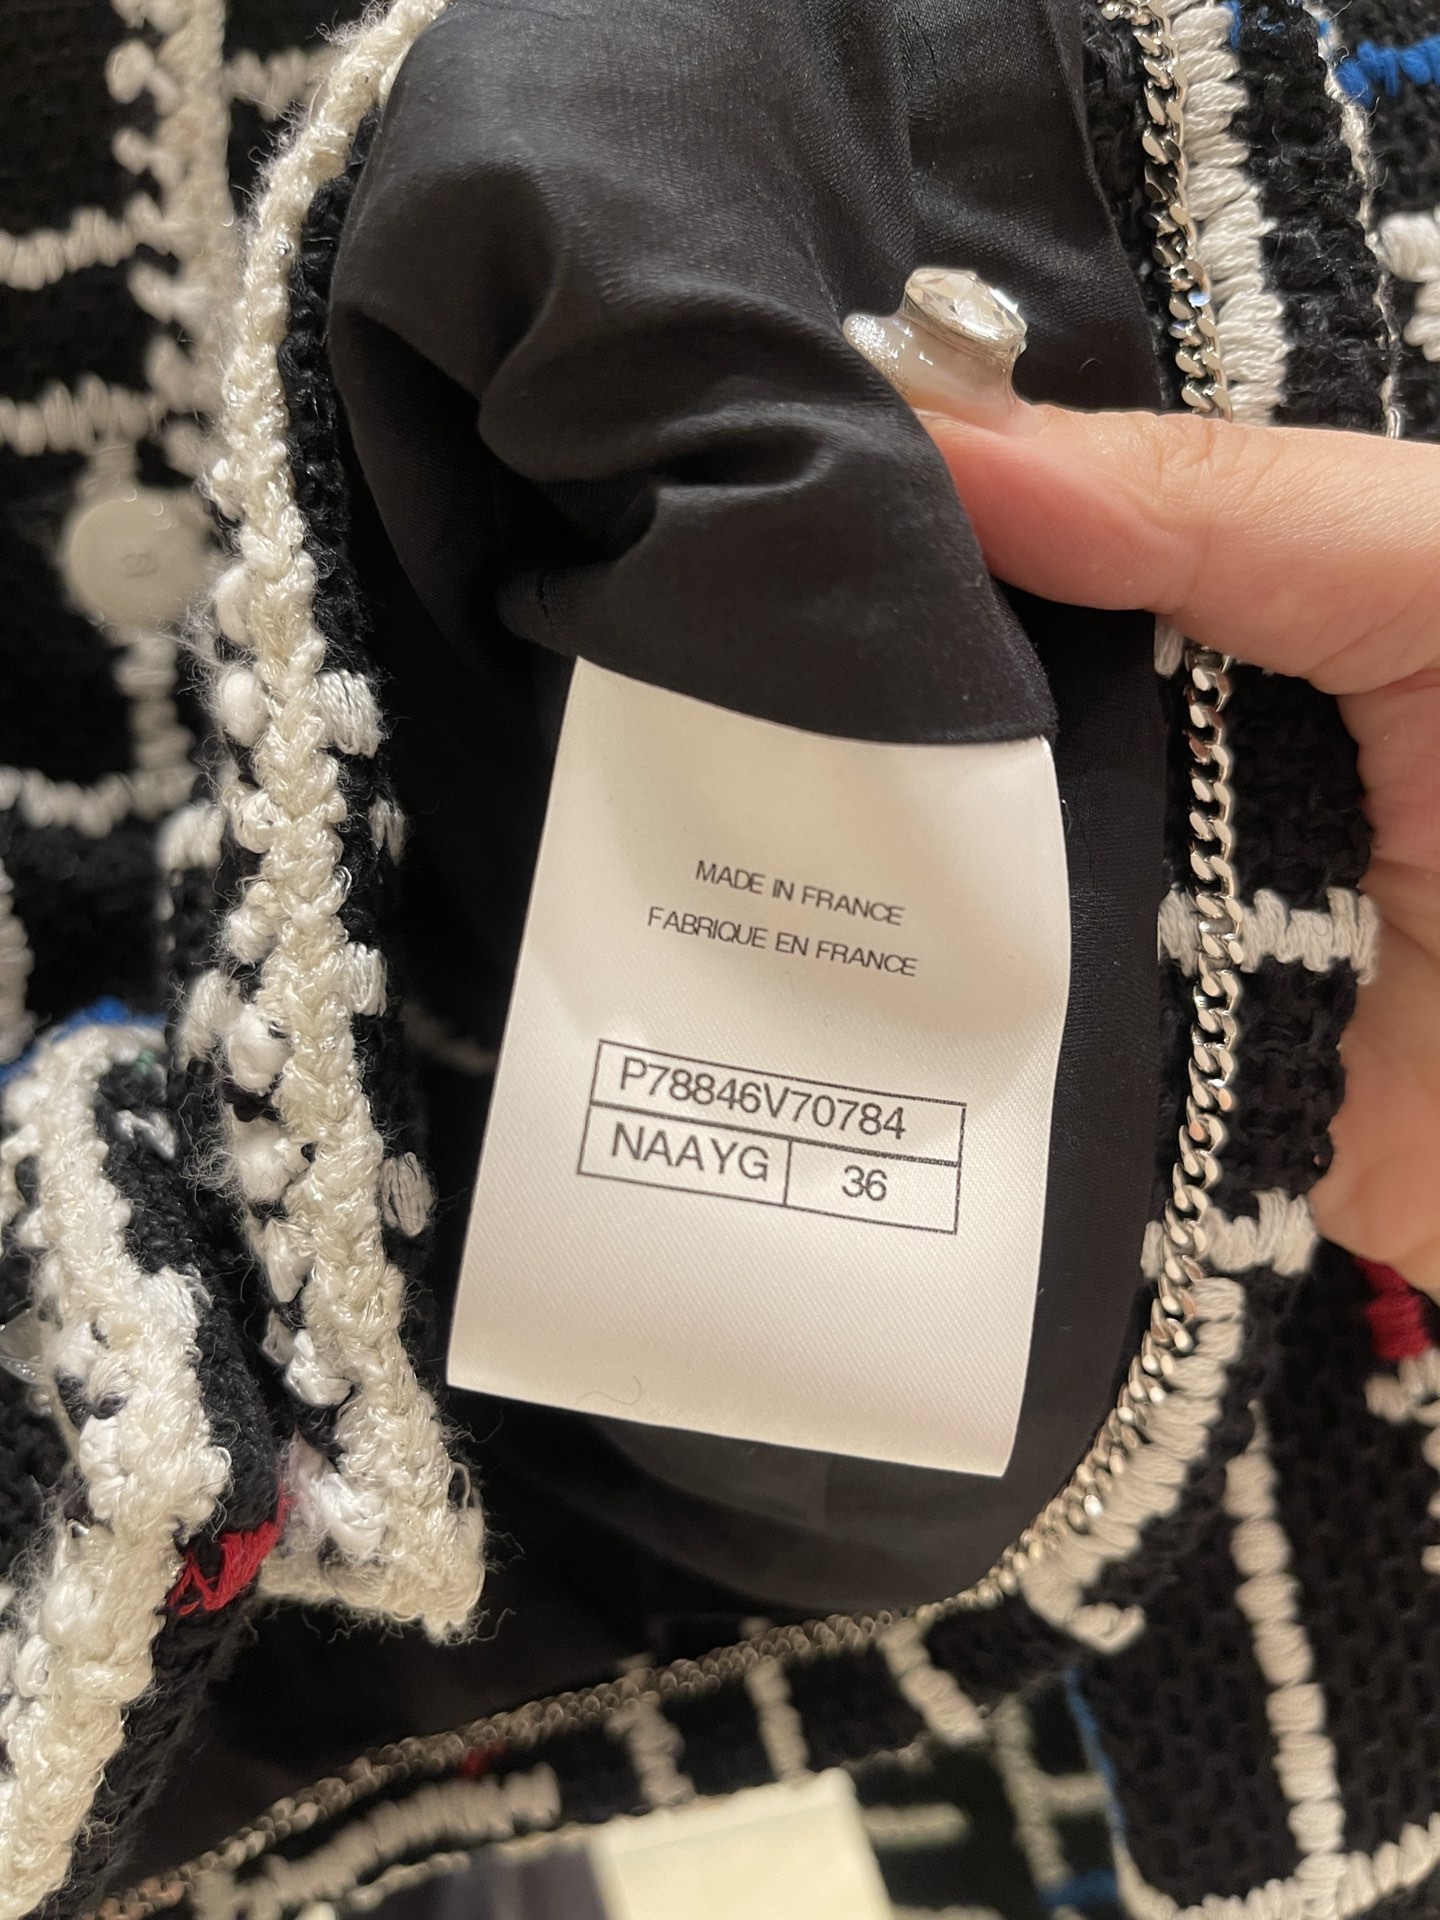 MADE IN FRANCE
FABRIQUE EN FRANCE
P78846V70784
NAAYG 36